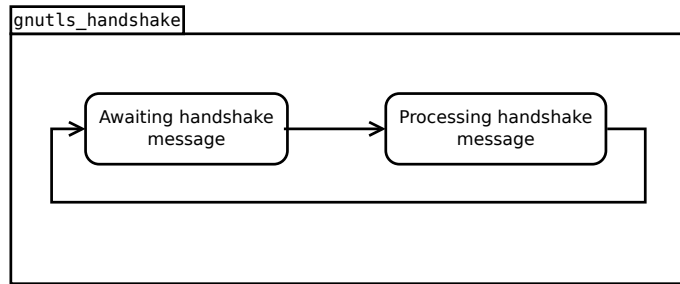 gnutls_handshake
Awaiting handshake
message
Processing handshake
message